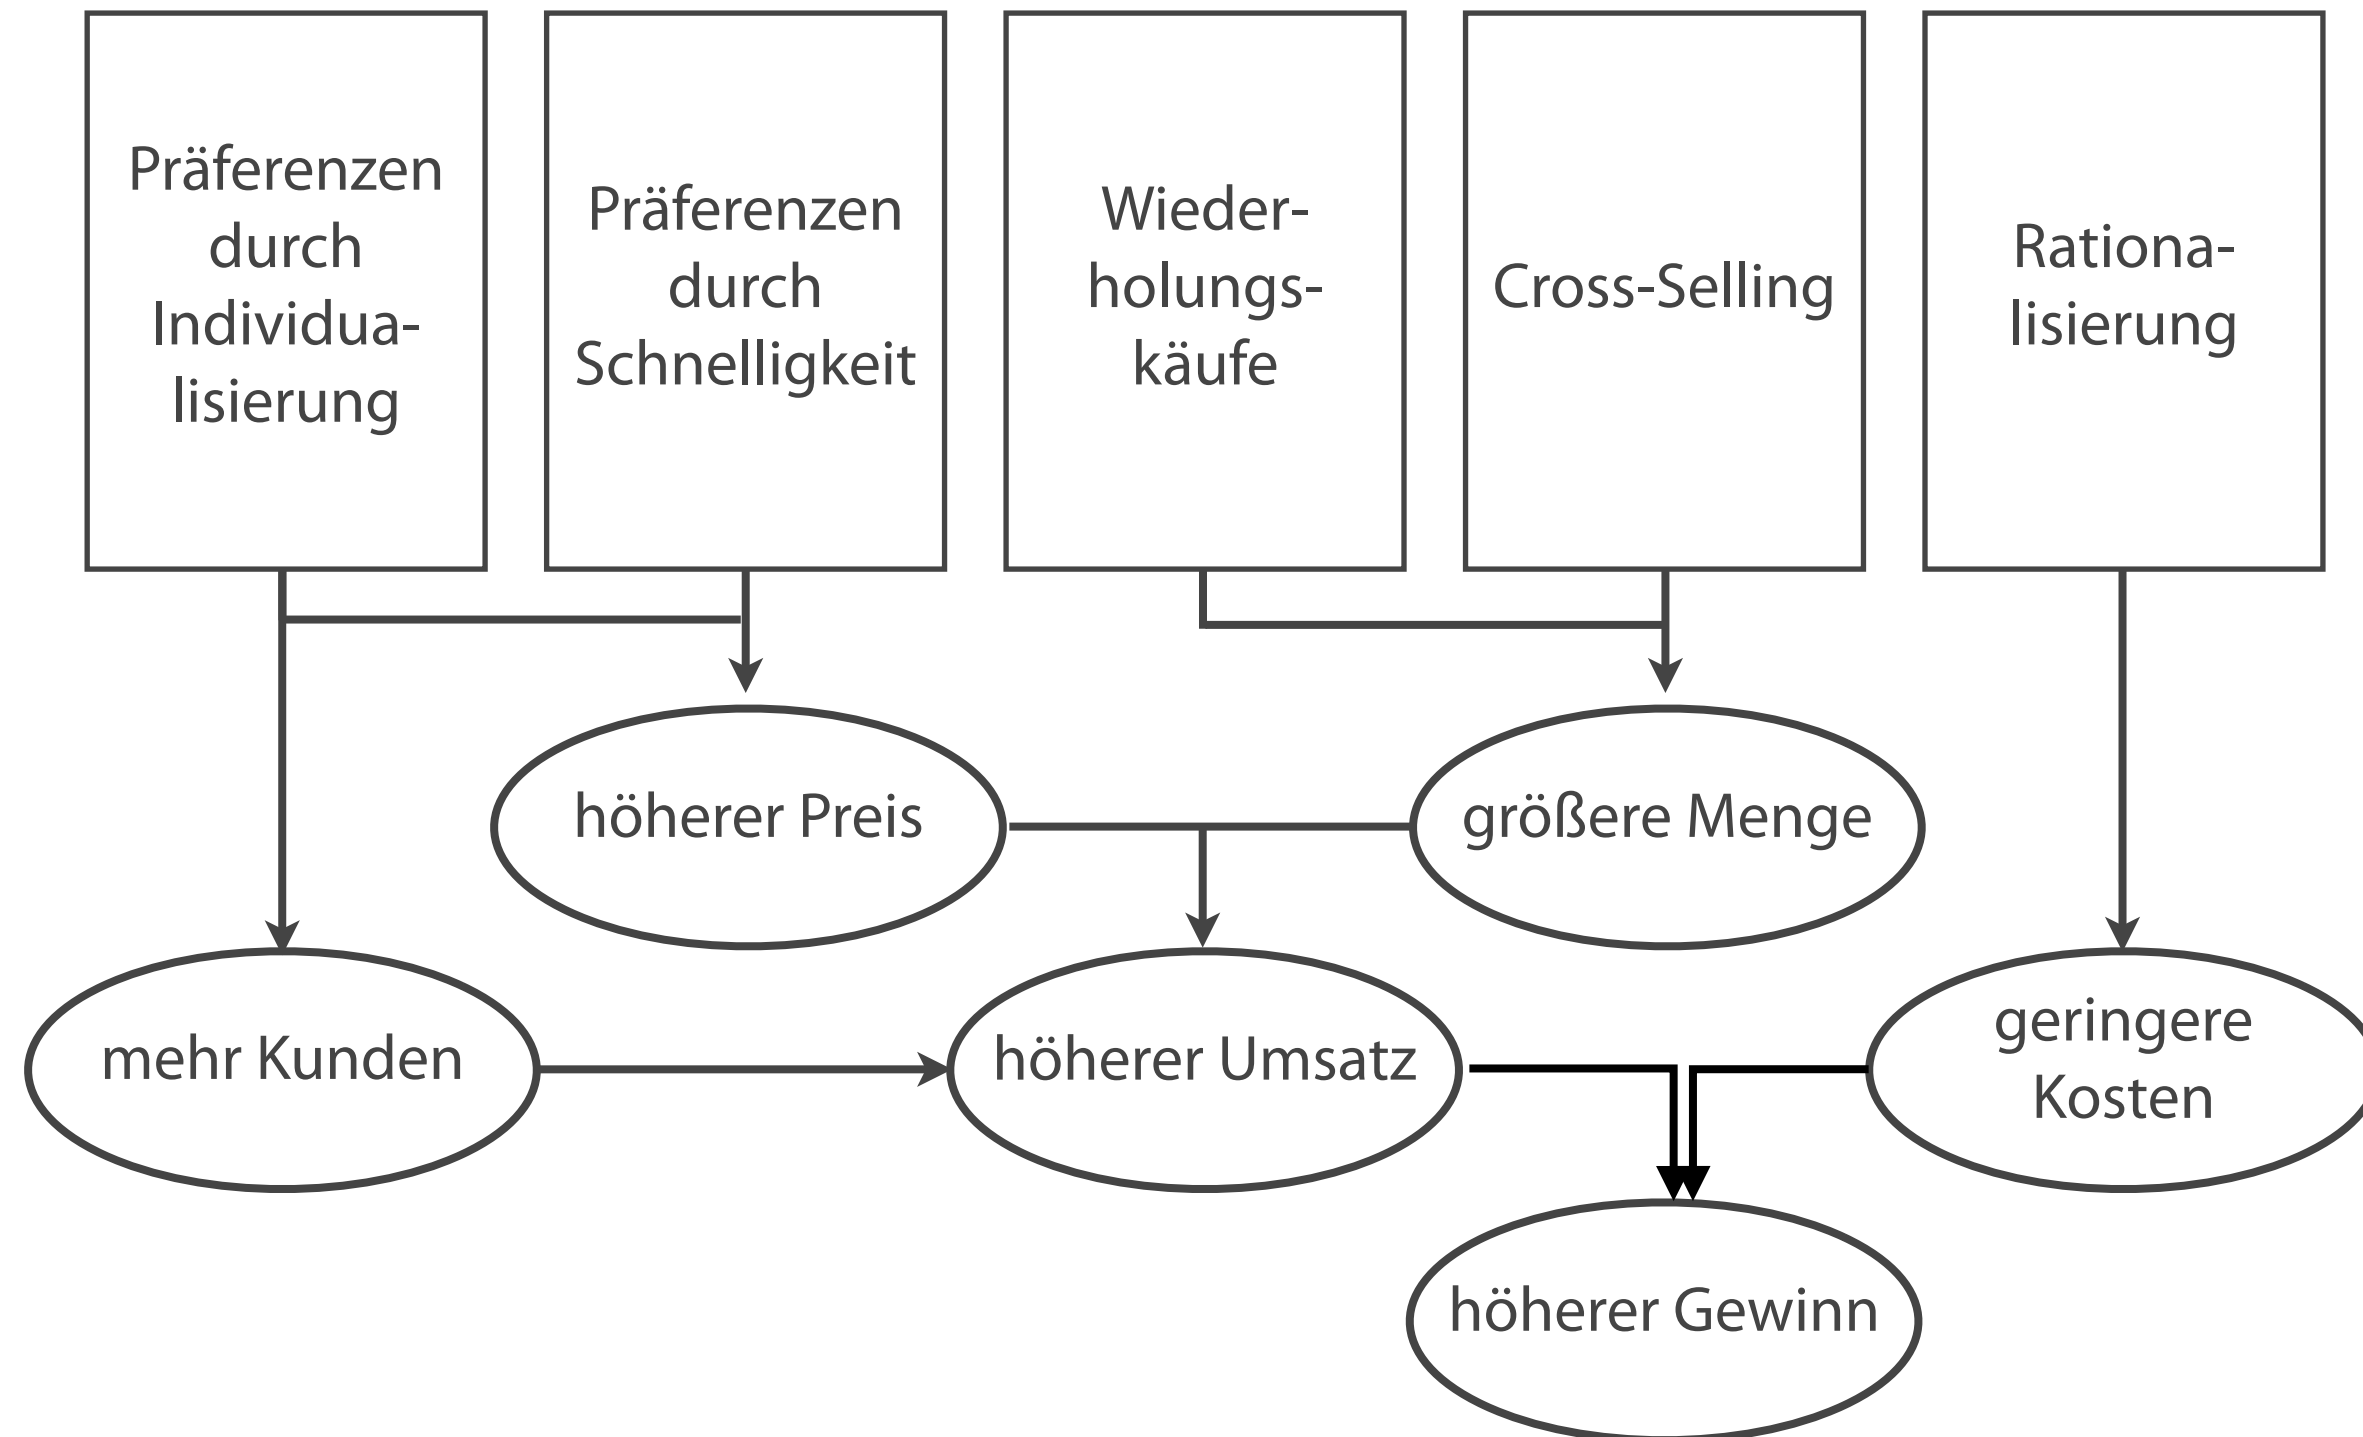 Präferenzen
durch
Individua-
lisierung
Präferenzen
durch
Schnelligkeit
Wieder-
holungs-
käufe
Cross-Selling
Rationa-
lisierung
höherer Preis
größere Menge
mehr Kunden
höherer Umsatz
geringere
Kosten
höherer Gewinn